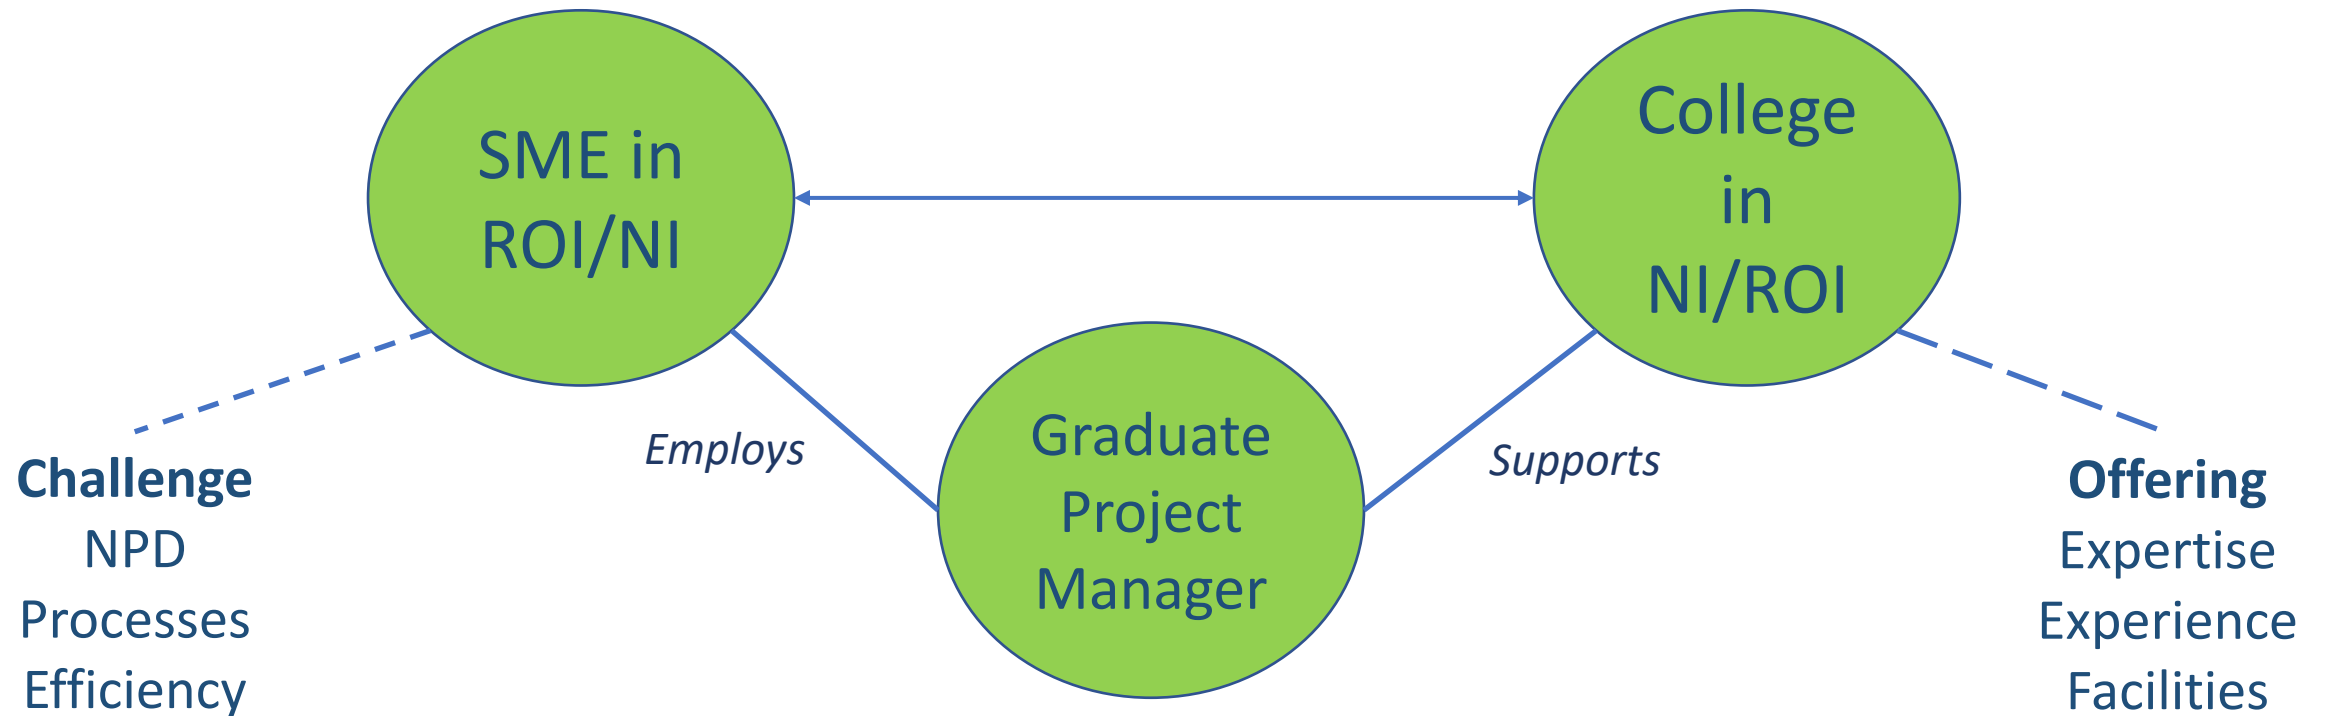 SME in
ROI/NI
College
in
NI/ROI
Graduate
Project
Manager
Employs
Supports
Challenge
NPD
Processes
Efficiency
Offering
Expertise
Experience
Facilities